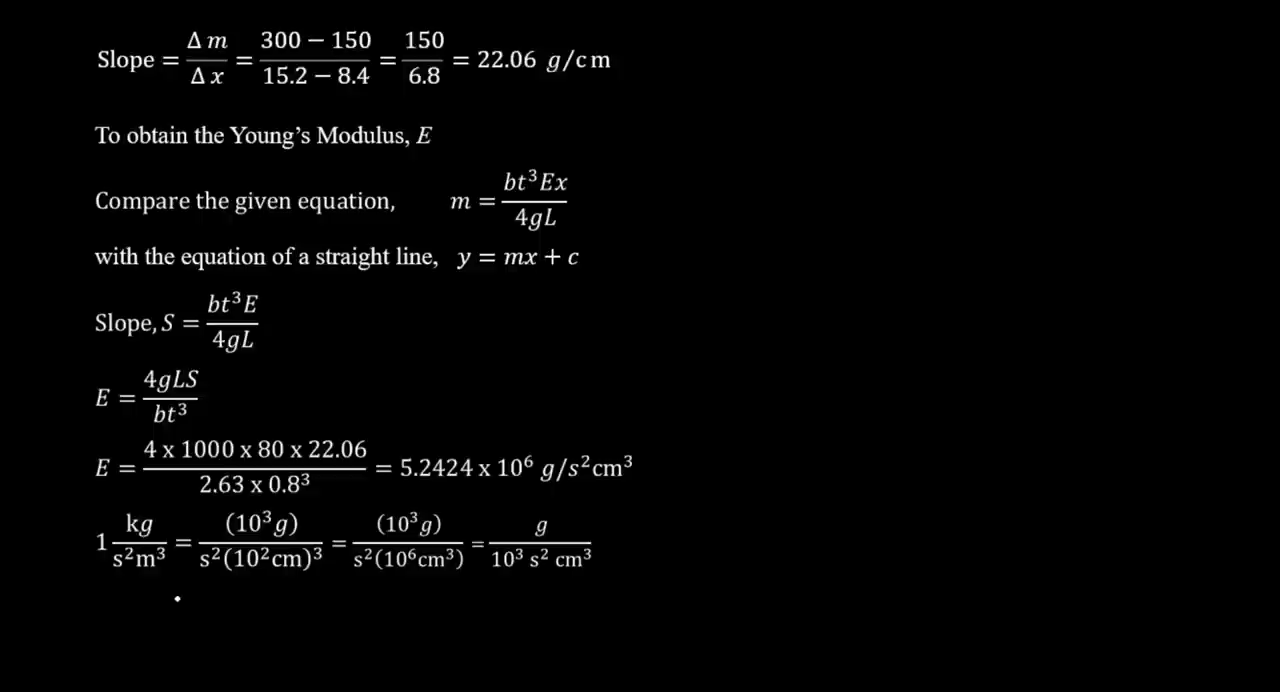 Slope = Δ m / Δ x = 300 − 150 / 15.2 − 8.4 = 150 / 6.8 = 22.06 g/cm
To obtain the Young’s Modulus, E
Compare the given equation, m = bt³Ex / 4gL
with the equation of a straight line, y = mx + c
Slope, S = bt³E / 4gL
E = 4gLS / bt³
E = 4 x 1000 x 80 x 22.06 / 2.63 x 0.8³ = 5.2424 x 10⁶ g/s²cm³
1 kg / s²m³ = (10³g) / s²(10²cm)³ = (10³g) / s²(10⁶cm³) = g / 10³ s² cm³